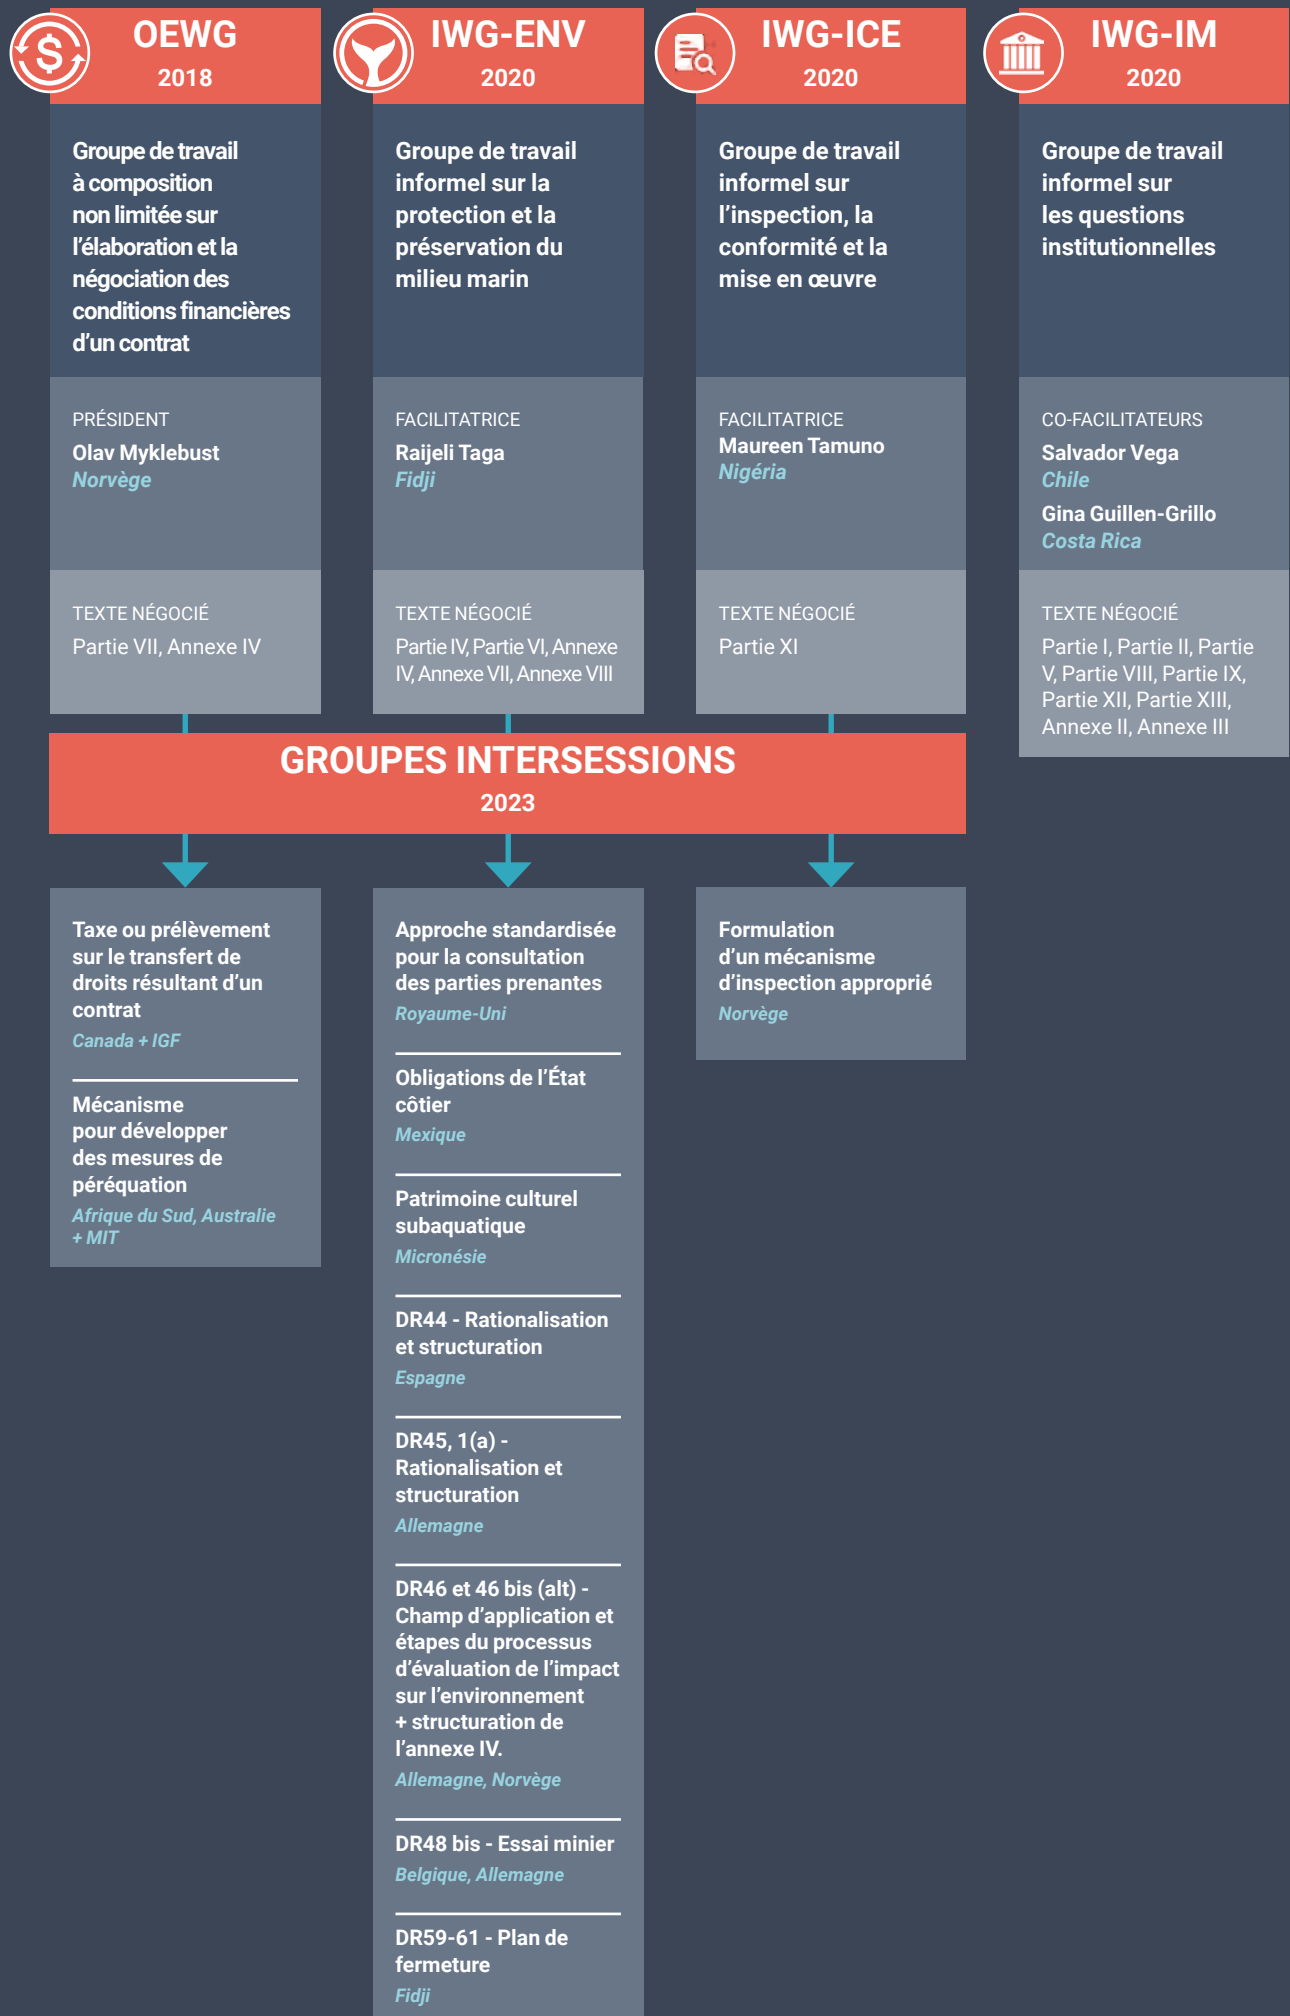 OEWG
2018
Groupe de travail
à composition
non limitée sur
l’élaboration et la
négociation des
conditions financières
d’un contrat
PRÉSIDENT
Olav Myklebust
Norvège
TEXTE NÉGOCIÉ
Partie VII, Annexe IV
IWG-ENV
2020
Groupe de travail
informel sur la
protection et la
préservation du
milieu marin
FACILITATRICE
Raijeli Taga
Fidji
TEXTE NÉGOCIÉ
Partie IV, Partie VI, Annexe
IV, Annexe VII, Annexe VIII
IWG-ICE
2020
Groupe de travail
informel sur
l’inspection, la
conformité et la
mise en œuvre
FACILITATRICE
Maureen Tamuno
Nigéria
TEXTE NÉGOCIÉ
Partie XI
IWG-IM
2020
Groupe de travail
informel sur
les questions
institutionnelles
CO-FACILITATEURS
Salvador Vega
Chile
Gina Guillen-Grillo
Costa Rica
TEXTE NÉGOCIÉ
Partie I, Partie II, Partie
V, Partie VIII, Partie IX,
Partie XII, Partie XIII,
Annexe II, Annexe III
GROUPES INTERSESSIONS
2023
Taxe ou prélèvement
sur le transfert de
droits résultant d’un
contrat
Canada + IGF
Mécanisme
pour développer
des mesures de
péréquation
Afrique du Sud, Australie
+ MIT
Approche standardisée
pour la consultation
des parties prenantes
Royaume-Uni
Obligations de l’État
côtier
Mexique
Patrimoine culturel
subaquatique
Micronésie
DR44 - Rationalisation
et structuration
Espagne
DR45, 1(a) -
Rationalisation et
structuration
Allemagne
DR46 et 46 bis (alt) -
Champ d’application et
étapes du processus
d’évaluation de l’impact
sur l’environnement
+ structuration de
l’annexe IV.
Allemagne, Norvège
DR48 bis - Essai minier
Belgique, Allemagne
DR59-61 - Plan de
fermeture
Fidji
Formulation
d’un mécanisme
d’inspection approprié
Norvège